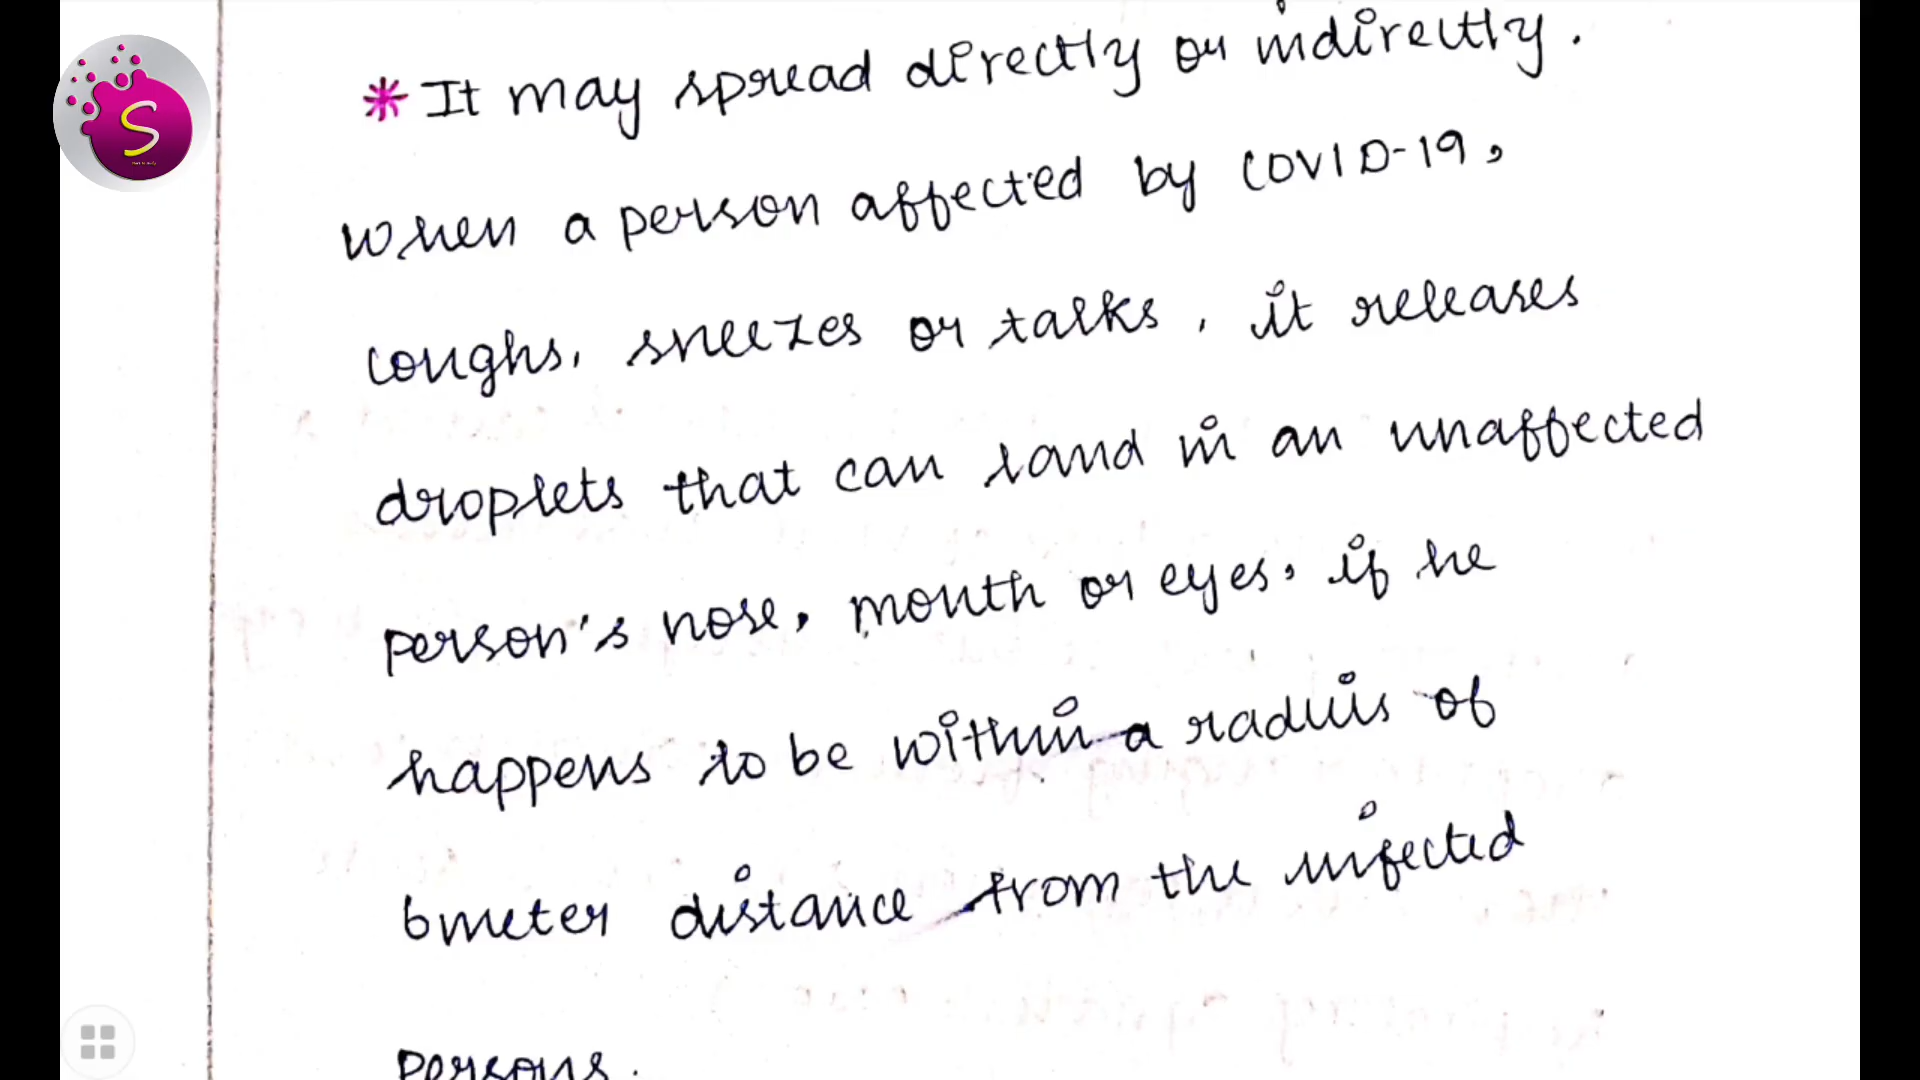 * It may spread directly or indirectly.
when a person affected by COVID-19,
coughs, sneezes or talks, it releases
droplets that can land in an unaffected
person's nose, mouth or eyes, if he
happens to be within a radius of
6meter distance from the infected
persons.
S